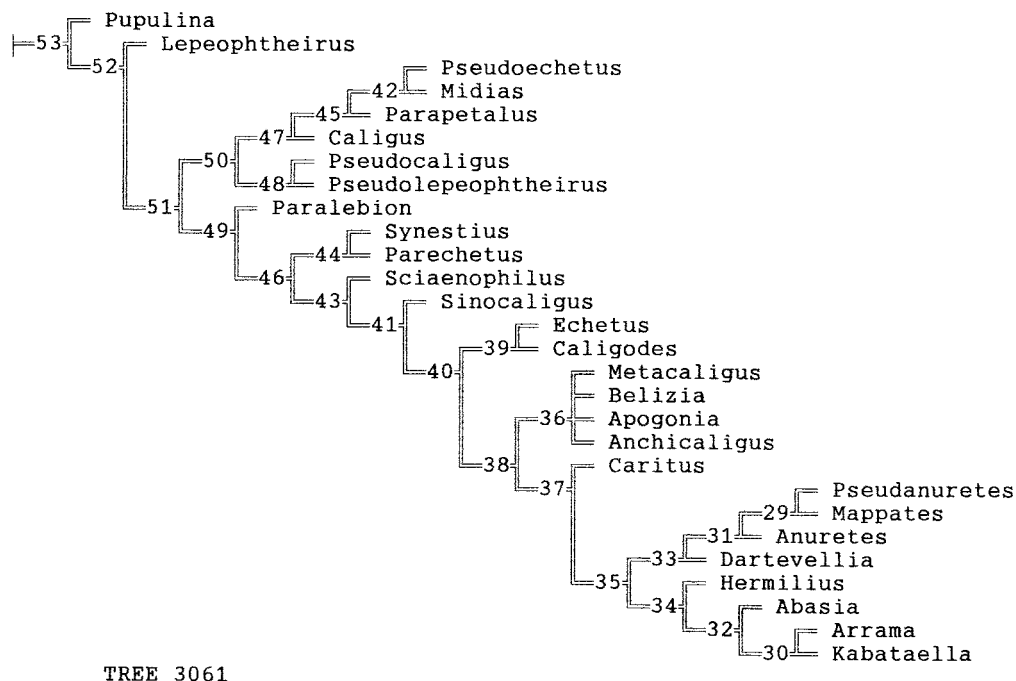 Pupulina
53 Lepeophtheirus
52 Pseudoechetus
42 Midias
45 Parapetalus
47 Caligus
50 Pseudocaligus
48 Pseudolepeophtheirus
51 Paralebion
49 Synestius
44 Parechetus
46 Sciaenophilus
43 Sinocaligus
41 Echetus
39 Caligodes
40 Metacaligus
Belizia
36 Apogonia
Anchicaligus
38 Caritus
37 Pseudanuretes
29 Mappates
31 Anuretes
33 Dartevellia
35 Hermilius
34 Abasia
32 Arrama
30 Kabataella
TREE 3061